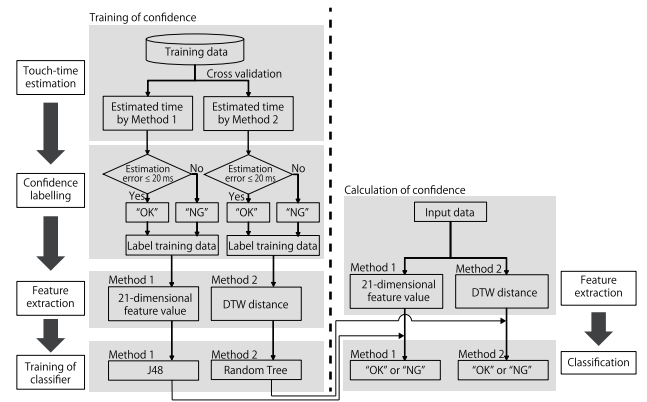 Training of confidence
Training data
Cross validation
Touch-time
estimation
Estimated time
by Method 1
Estimated time
by Method 2
Estimation
error ≤ 20 ms
No
Yes
Estimation
error ≤ 20 ms
No
Yes
Confidence
labelling
"OK"
"NG"
"OK"
"NG"
Label training data
Label training data
Feature
extraction
Method 1
21-dimensional
feature value
Method 2
DTW distance
Training of
classifier
Method 1
J48
Method 2
Random Tree
Calculation of confidence
Input data
Method 1
21-dimensional
feature value
Method 2
DTW distance
Feature
extraction
Method 1
"OK" or "NG"
Method 2
"OK" or "NG"
Classification